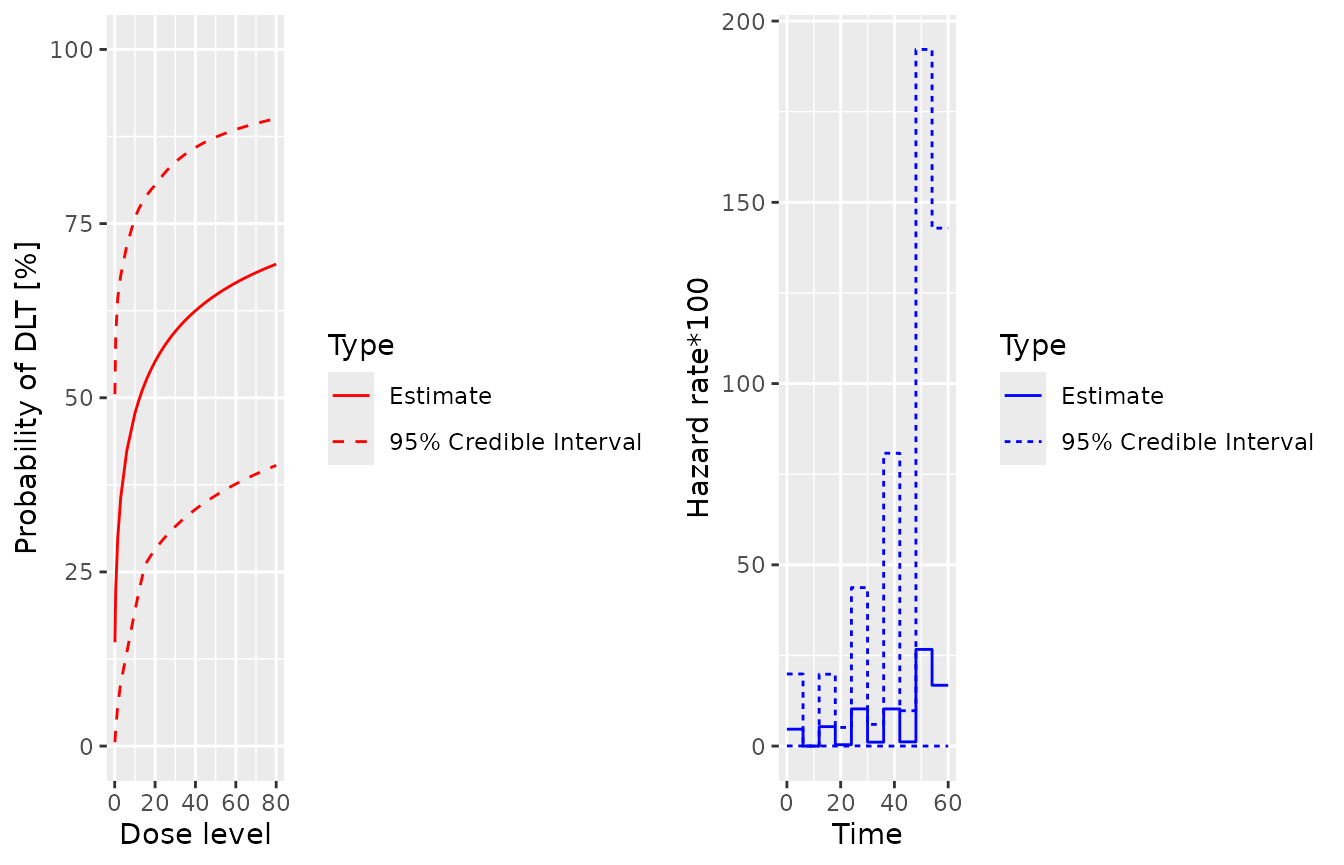 100
75
50
25
0
Probability of DLT [%]
0 20 40 60 80
Dose level
Type
Estimate
95% Credible Interval
200
150
100
50
0
Hazard rate*100
0 20 40 60
Time
Type
Estimate
95% Credible Interval